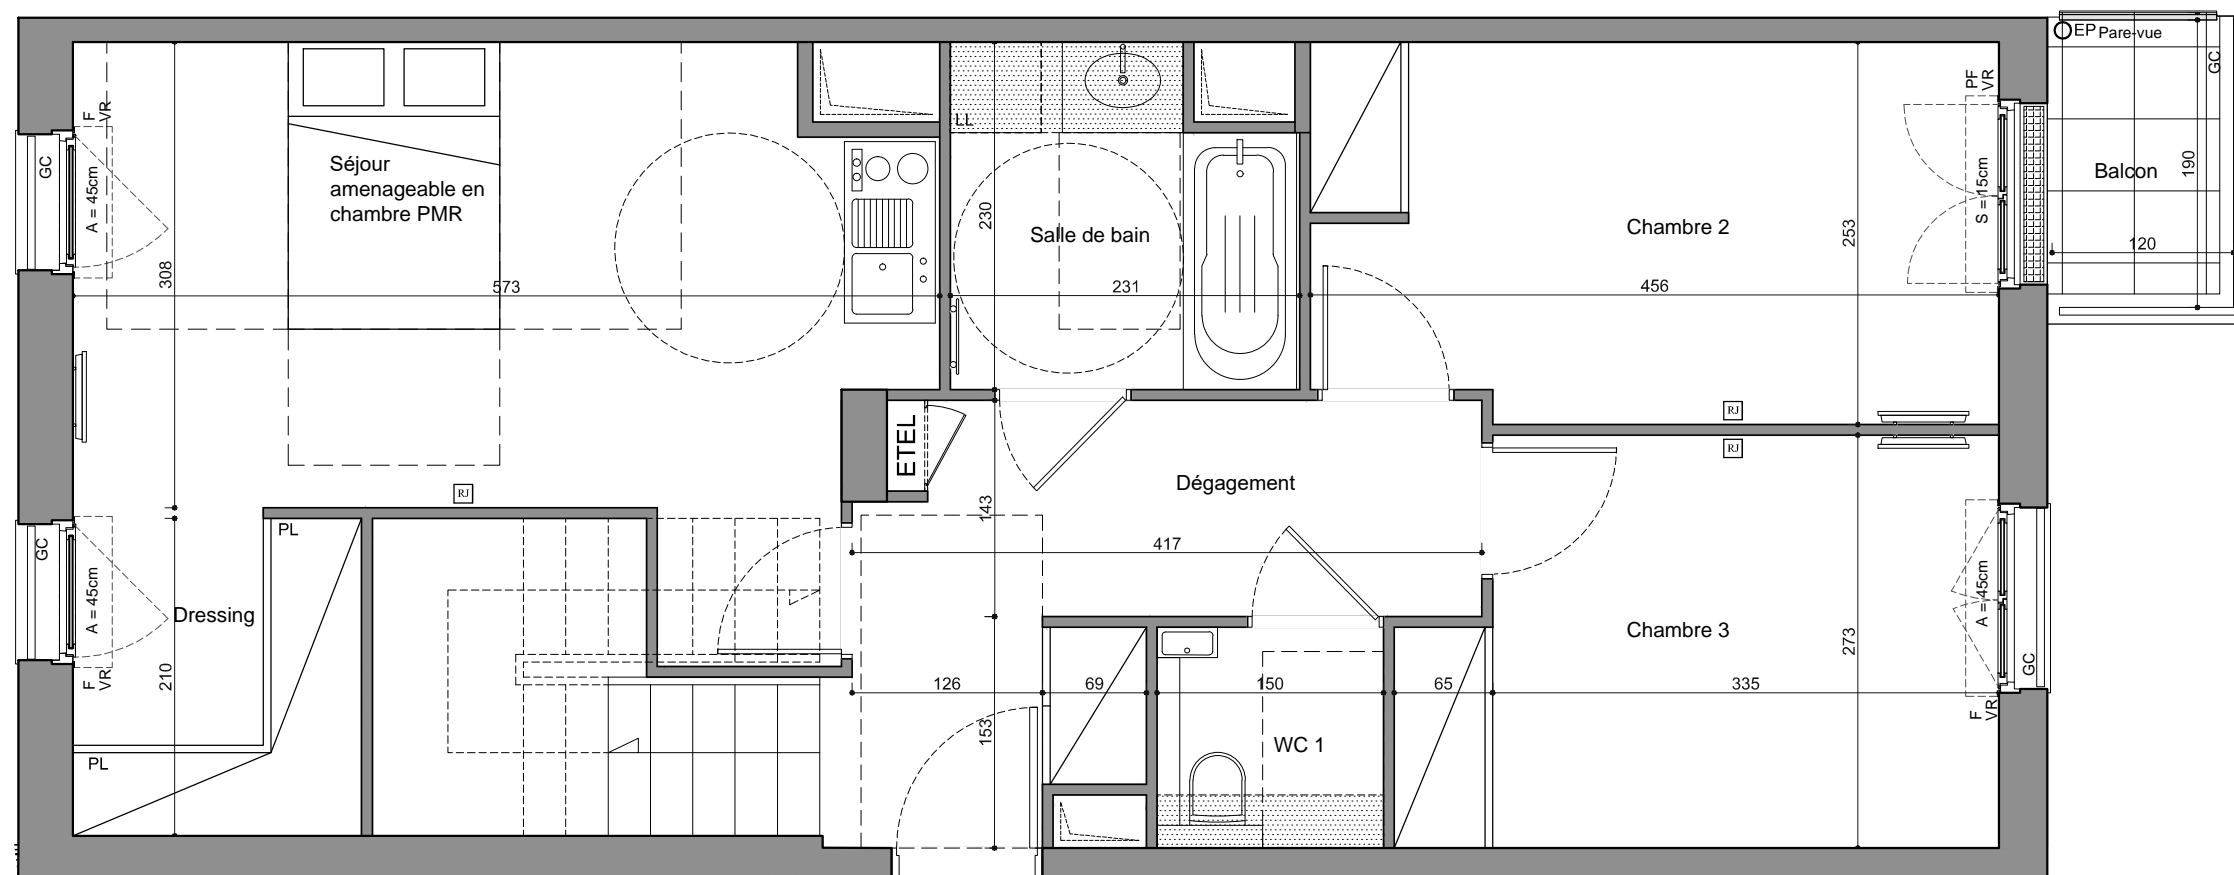 EP Pare-vue
GC
F
VR
PF
VR
GC
A = 45cm
Séjour
amenageable en
chambre PMR
LL
Salle de bain
Chambre 2
S = 15cm
Balcon
190
120
230
253
308
573
231
456
RJ
RJ
RJ
ETEL
Dégagement
143
417
PL
GC
A = 45cm
Dressing
F
VR
210
PL
126
69
150
65
335
153
WC 1
Chambre 3
273
A = 45cm
GC
F
VR